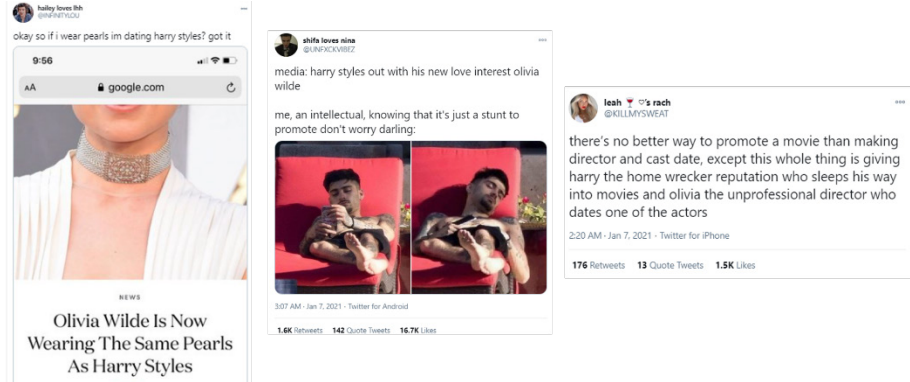 hailey loves lhh
@INFINITYLOU
okay so if i wear pearls im dating harry styles? got it
9:56
AA
google.com
NEWS
Olivia Wilde Is Now
Wearing The Same Pearls
As Harry Styles
shifa loves nina
@UNFXCKVIBEZ
media: harry styles out with his new love interest olivia
wilde
me, an intellectual, knowing that it's just a stunt to
promote don't worry darling:
3:07 AM · Jan 7, 2021 · Twitter for Android
1.6K Retweets 142 Quote Tweets 16.7K Likes
leah 🍷 ♡'s rach
@KILLMYSWEAT
there's no better way to promote a movie than making
director and cast date, except this whole thing is giving
harry the home wrecker reputation who sleeps his way
into movies and olivia the unprofessional director who
dates one of the actors
2:20 AM · Jan 7, 2021 · Twitter for iPhone
176 Retweets 13 Quote Tweets 1.5K Likes